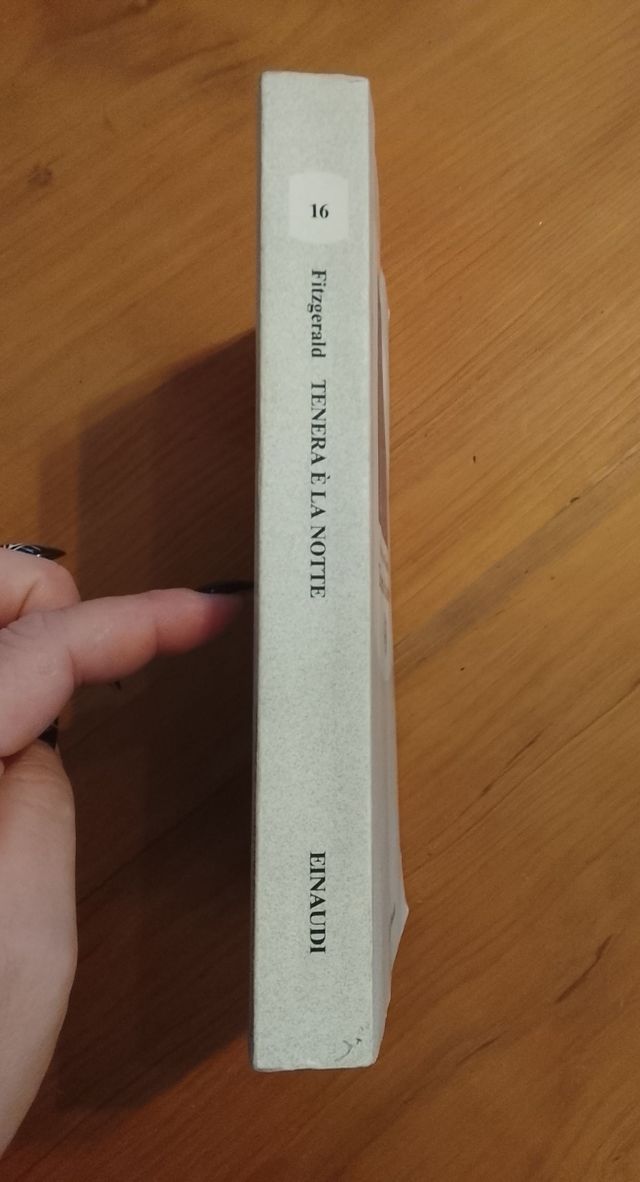 16
Fitzgerald TENERA È LA NOTTE
EINAUDI